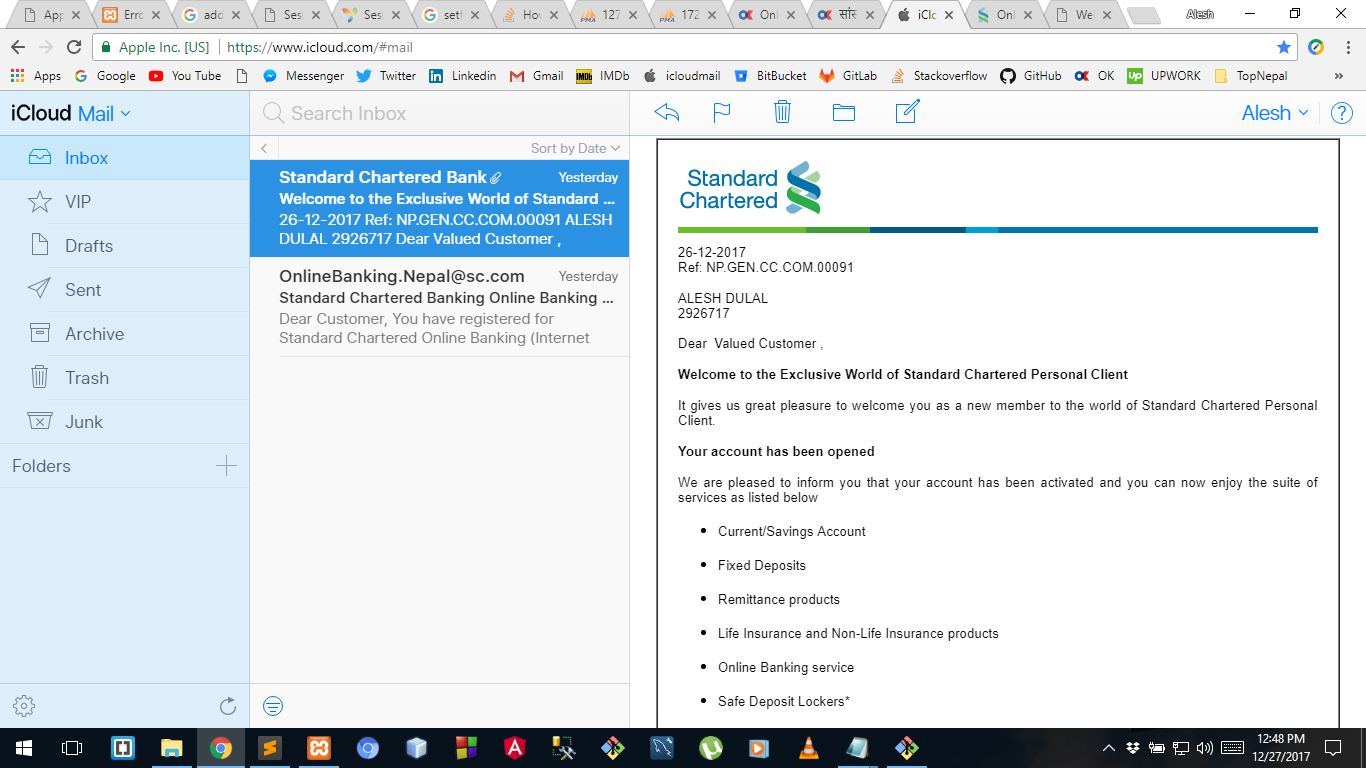 App
Erro
add
Ses
Ses
sett
Hov
127
172
Onl
सांस
iClo
Onl
Wel
Alesh
Apple Inc. [US] https://www.icloud.com/#mail
Apps Google You Tube Messenger Twitter Linkedin Gmail IMDb icloudmail BitBucket GitLab Stackoverflow GitHub OK UPWORK TopNepal »
iCloud Mail
Search Inbox
Alesh
Inbox
VIP
Drafts
Sent
Archive
Trash
Junk
Folders
Sort by Date
Standard Chartered Bank Yesterday
Welcome to the Exclusive World of Standard ...
26-12-2017 Ref: NP.GEN.CC.COM.00091 ALESH
DULAL 2926717 Dear Valued Customer ,
OnlineBanking.Nepal@sc.com Yesterday
Standard Chartered Banking Online Banking ...
Dear Customer, You have registered for
Standard Chartered Online Banking (Internet
Standard
Chartered
26-12-2017
Ref: NP.GEN.CC.COM.00091
ALESH DULAL
2926717
Dear Valued Customer ,
Welcome to the Exclusive World of Standard Chartered Personal Client
It gives us great pleasure to welcome you as a new member to the world of Standard Chartered Personal
Client.
Your account has been opened
We are pleased to inform you that your account has been activated and you can now enjoy the suite of
services as listed below
• Current/Savings Account
• Fixed Deposits
• Remittance products
• Life Insurance and Non-Life Insurance products
• Online Banking service
• Safe Deposit Lockers*
12:48 PM
12/27/2017